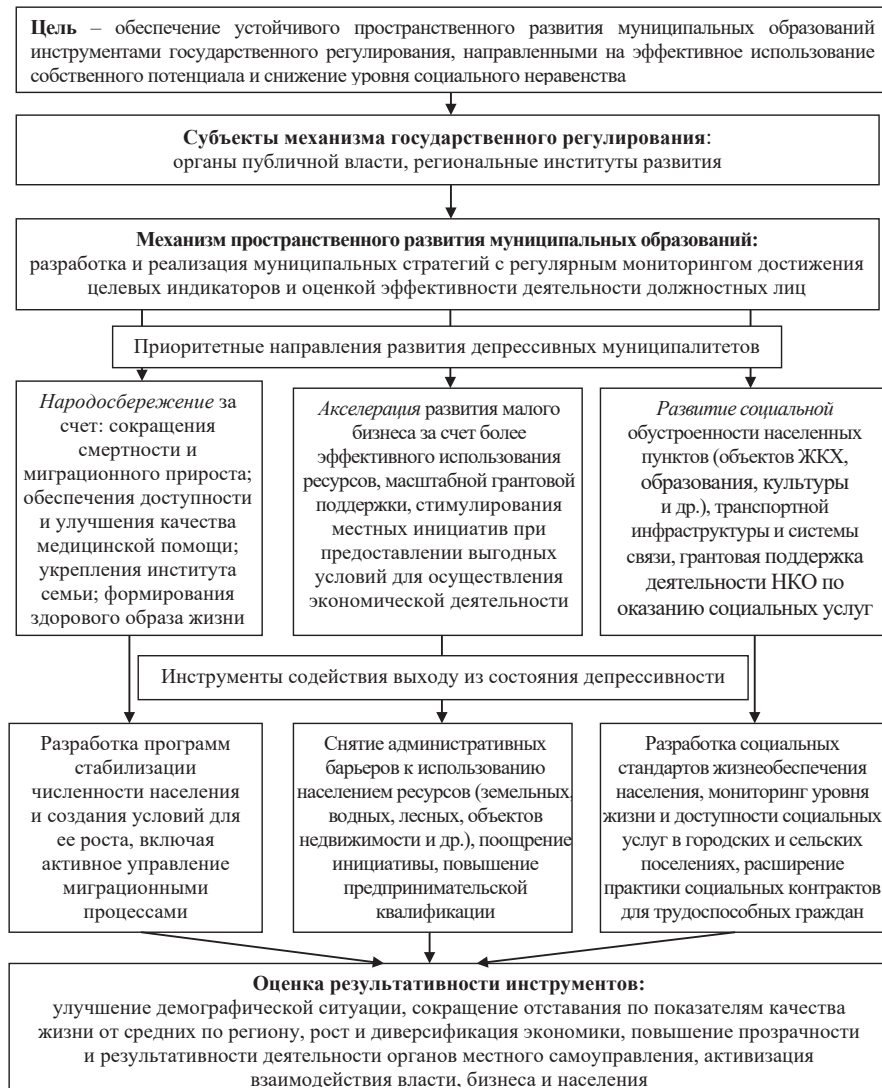 Цель – обеспечение устойчивого пространственного развития муниципальных образований
инструментами государственного регулирования, направленными на эффективное использование
собственного потенциала и снижение уровня социального неравенства
Субъекты механизма государственного регулирования:
органы публичной власти, региональные институты развития
Механизм пространственного развития муниципальных образований:
разработка и реализация муниципальных стратегий с регулярным мониторингом достижения
целевых индикаторов и оценкой эффективности деятельности должностных лиц
Приоритетные направления развития депрессивных муниципалитетов
Народосбережение за
счет: сокращения
смертности и
миграционного прироста;
обеспечения доступности
и улучшения качества
медицинской помощи;
укрепления института
семьи; формирования
здорового образа жизни
Акселерация развития малого
бизнеса за счет более
эффективного использования
ресурсов, масштабной грантовой
поддержки, стимулирования
местных инициатив при
предоставлении выгодных
условий для осуществления
экономической деятельности
Развитие социальной
обустроенности населенных
пунктов (объектов ЖКХ,
образования, культуры
и др.), транспортной
инфраструктуры и системы
связи, грантовая поддержка
деятельности НКО по
оказанию социальных услуг
Инструменты содействия выходу из состояния депрессивности
Разработка программ
стабилизации
численности населения
и создания условий для
ее роста, включая
активное управление
миграционными
процессами
Снятие административных
барьеров к использованию
населением ресурсов (земельных,
водных, лесных, объектов
недвижимости и др.), поощрение
инициативы, повышение
предпринимательской
квалификации
Разработка социальных
стандартов жизнеобеспечения
населения, мониторинг уровня
жизни и доступности социальных
услуг в городских и сельских
поселениях, расширение
практики социальных контрактов
для трудоспособных граждан
Оценка результативности инструментов:
улучшение демографической ситуации, сокращение отставания по показателям качества
жизни от средних по региону, рост и диверсификация экономики, повышение прозрачности
и результативности деятельности органов местного самоуправления, активизация
взаимодействия власти, бизнеса и населения